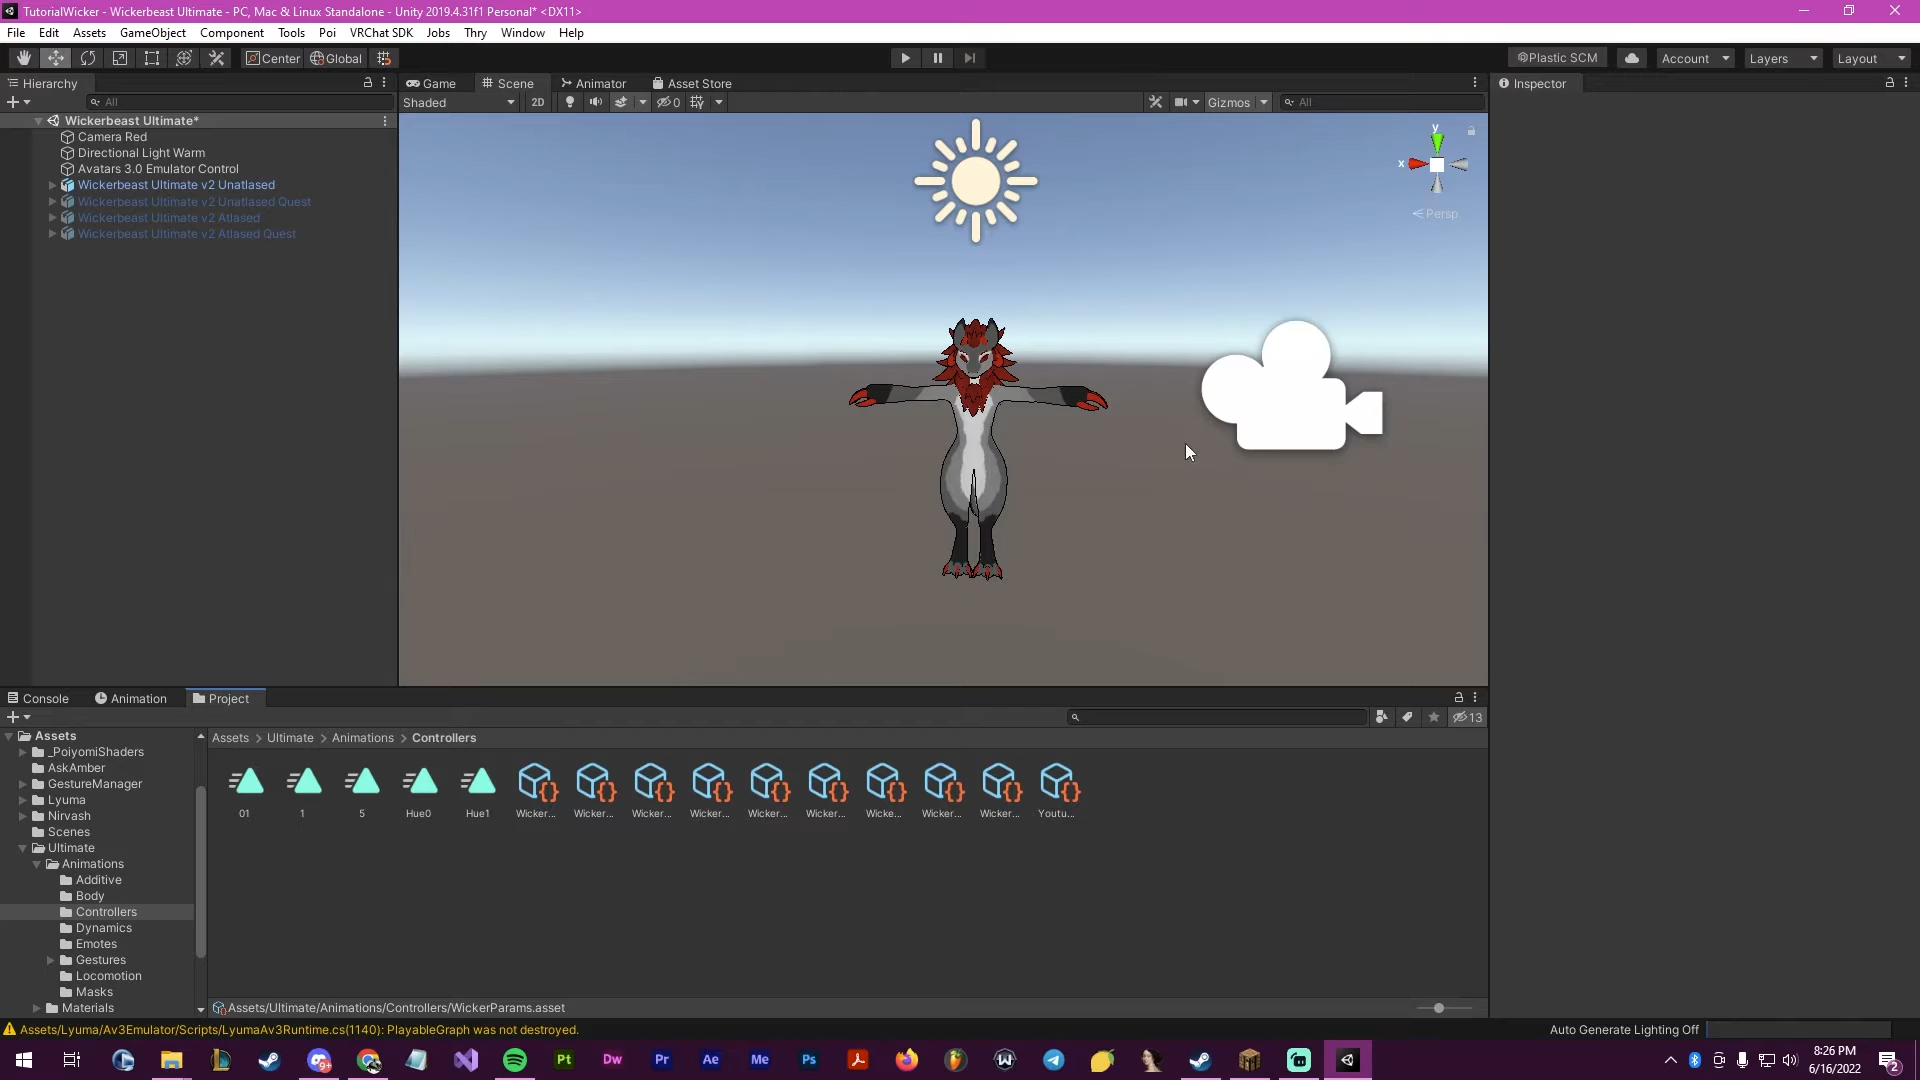 TutorialWicker - Wickerbeast Ultimate - PC, Mac & Linux Standalone - Unity 2019.4.31f1 Personal* <DX11>
File Edit Assets GameObject Component Tools Poi VRChat SDK Jobs Thry Window Help
Center Global Plastic SCM Account Layers Layout
Hierarchy Game Scene Animator Asset Store Inspector
All Shaded 2D 0 Gizmos All
Wickerbeast Ultimate*
Camera Red
Directional Light Warm
Avatars 3.0 Emulator Control
Wickerbeast Ultimate v2 Unatlased
Wickerbeast Ultimate v2 Unatlased Quest
Wickerbeast Ultimate v2 Atlased
Wickerbeast Ultimate v2 Atlased Quest
y
x
< Persp
Console Animation Project
13
Assets
_PoiyomiShaders
AskAmber
GestureManager
Lyuma
Nirvash
Scenes
Ultimate
Animations
Additive
Body
Controllers
Dynamics
Emotes
Gestures
Locomotion
Masks
Materials
Assets > Ultimate > Animations > Controllers
01 1 5 Hue0 Hue1 Wicker... Wicker... Wicker... Wicker... Wicker... Wicker... Wicke... Wicker... Wicker... Youtu...
Assets/Ultimate/Animations/Controllers/WickerParams.asset
Assets/Lyuma/Av3Emulator/Scripts/LyumaAv3Runtime.cs(1140): PlayableGraph was not destroyed.
Auto Generate Lighting Off
9+ Pt Dw Pr Ae Me Ps
8:26 PM
6/16/2022
2